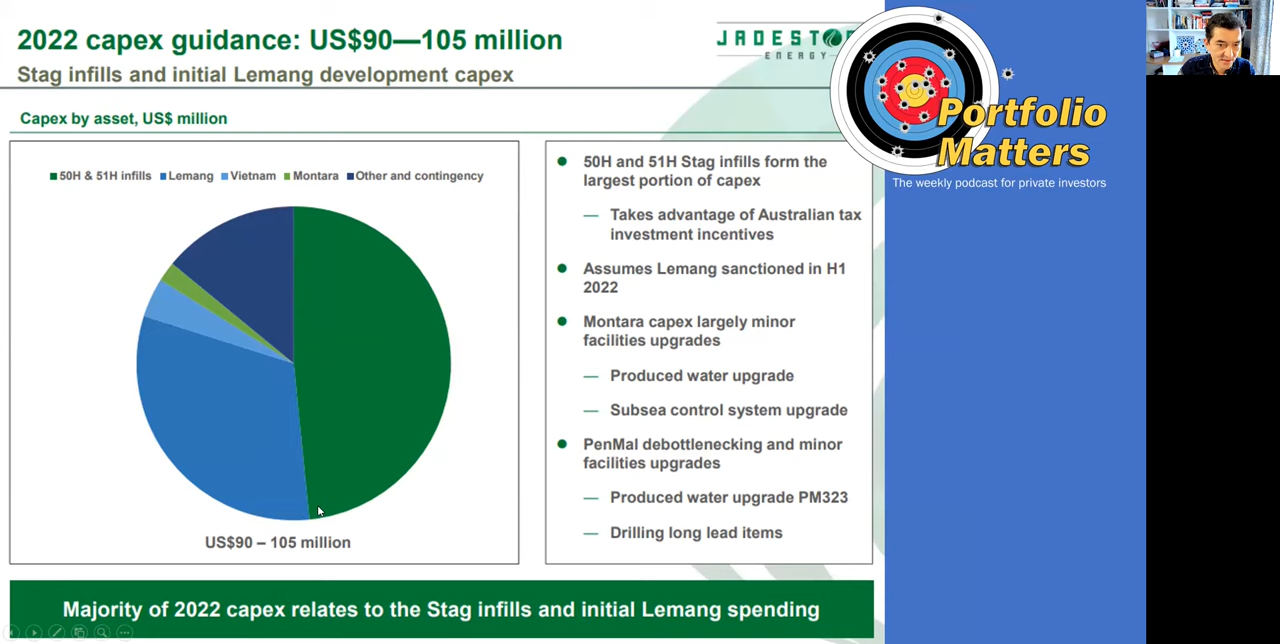 2022 capex guidance: US$90—105 million
Stag infills and initial Lemang development capex
JADEST
ENERGY
Capex by asset, US$ million
50H & 51H infills Lemang Vietnam Montara Other and contingency
US$90 – 105 million
50H and 51H Stag infills form the
largest portion of capex
— Takes advantage of Australian tax
investment incentives
Assumes Lemang sanctioned in H1
2022
Montara capex largely minor
facilities upgrades
— Produced water upgrade
— Subsea control system upgrade
PenMal debottlenecking and minor
facilities upgrades
— Produced water upgrade PM323
— Drilling long lead items
Majority of 2022 capex relates to the Stag infills and initial Lemang spending
Portfolio
Matters
The weekly podcast for private investors